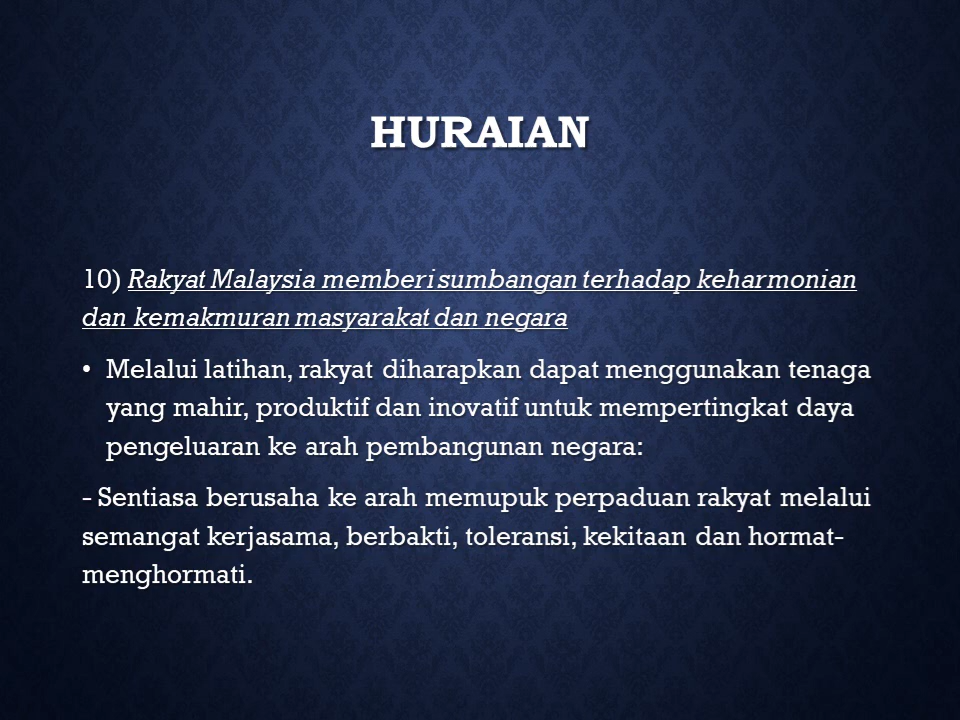 HURAIAN
10) Rakyat Malaysia memberi sumbangan terhadap keharmonian
dan kemakmuran masyarakat dan negara
• Melalui latihan, rakyat diharapkan dapat menggunakan tenaga
yang mahir, produktif dan inovatif untuk mempertingkat daya
pengeluaran ke arah pembangunan negara:
- Sentiasa berusaha ke arah memupuk perpaduan rakyat melalui
semangat kerjasama, berbakti, toleransi, kekitaan dan hormat-
menghormati.